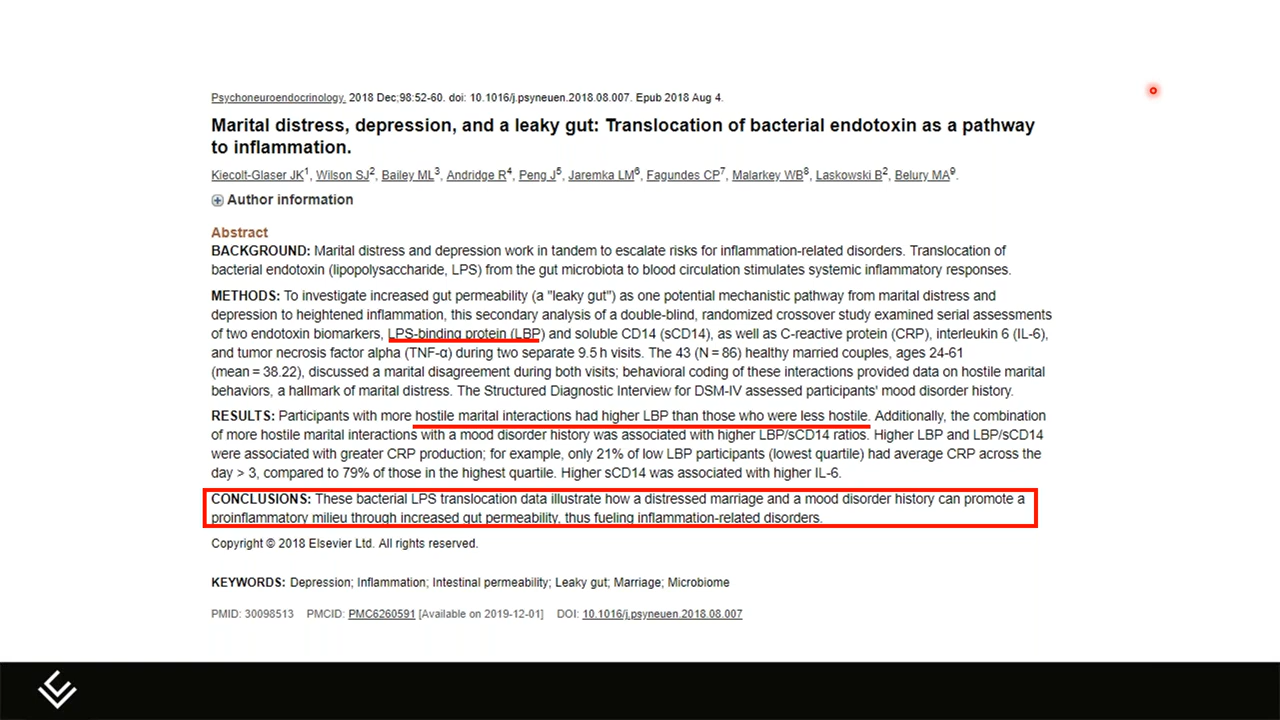 Psychoneuroendocrinology. 2018 Dec;98:52-60. doi: 10.1016/j.psyneuen.2018.08.007. Epub 2018 Aug 4.
Marital distress, depression, and a leaky gut: Translocation of bacterial endotoxin as a pathway
to inflammation.
Kiecolt-Glaser JK1, Wilson SJ2, Bailey ML3, Andridge R4, Peng J5, Jaremka LM6, Fagundes CP7, Malarkey WB8, Laskowski B2, Belury MA9.
Author information
Abstract
BACKGROUND: Marital distress and depression work in tandem to escalate risks for inflammation-related disorders. Translocation of
bacterial endotoxin (lipopolysaccharide, LPS) from the gut microbiota to blood circulation stimulates systemic inflammatory responses.
METHODS: To investigate increased gut permeability (a "leaky gut") as one potential mechanistic pathway from marital distress and
depression to heightened inflammation, this secondary analysis of a double-blind, randomized crossover study examined serial assessments
of two endotoxin biomarkers, LPS-binding protein (LBP) and soluble CD14 (sCD14), as well as C-reactive protein (CRP), interleukin 6 (IL-6),
and tumor necrosis factor alpha (TNF-α) during two separate 9.5 h visits. The 43 (N = 86) healthy married couples, ages 24-61
(mean = 38.22), discussed a marital disagreement during both visits; behavioral coding of these interactions provided data on hostile marital
behaviors, a hallmark of marital distress. The Structured Diagnostic Interview for DSM-IV assessed participants' mood disorder history.
RESULTS: Participants with more hostile marital interactions had higher LBP than those who were less hostile. Additionally, the combination
of more hostile marital interactions with a mood disorder history was associated with higher LBP/sCD14 ratios. Higher LBP and LBP/sCD14
were associated with greater CRP production; for example, only 21% of low LBP participants (lowest quartile) had average CRP across the
day > 3, compared to 79% of those in the highest quartile. Higher sCD14 was associated with higher IL-6.
CONCLUSIONS: These bacterial LPS translocation data illustrate how a distressed marriage and a mood disorder history can promote a
proinflammatory milieu through increased gut permeability, thus fueling inflammation-related disorders.
Copyright © 2018 Elsevier Ltd. All rights reserved.
KEYWORDS: Depression; Inflammation; Intestinal permeability; Leaky gut; Marriage; Microbiome
PMID: 30098513 PMCID: PMC6260591 [Available on 2019-12-01] DOI: 10.1016/j.psyneuen.2018.08.007